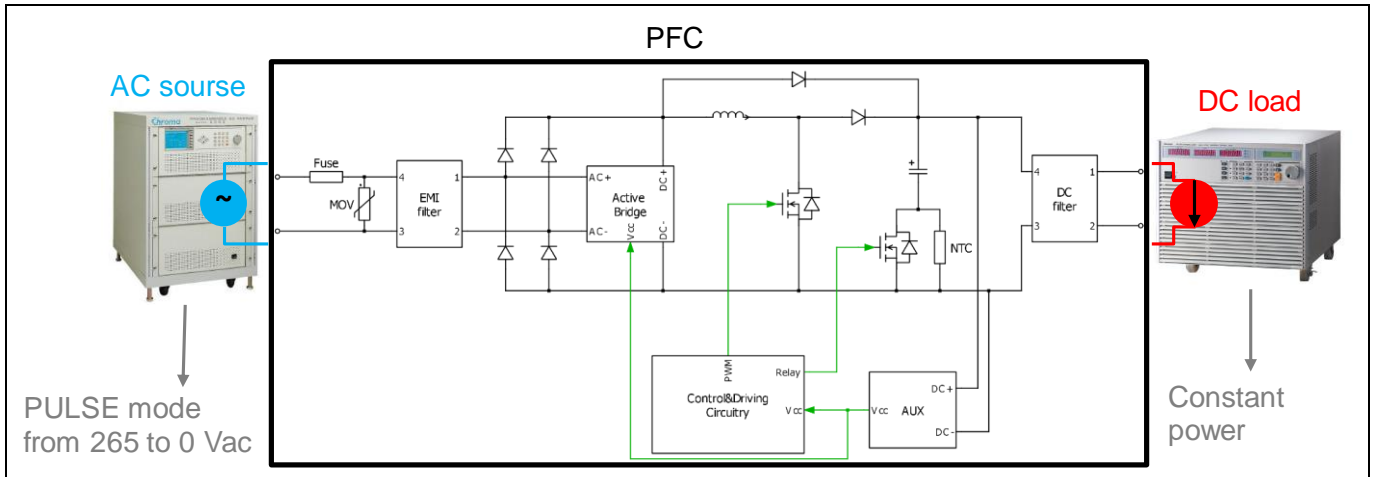 PFC
AC sourse
DC load
Chroma
Fuse
MOV
4
3
EMI
filter
1
2
AC+
AC-
Active
Bridge
Vcc
DC+
DC-
+
NTC
4
3
DC
filter
1
2
~
PWM
Relay
Control&Driving
Circuitry
Vcc
Vcc
AUX
DC+
DC-
PULSE mode
from 265 to 0 Vac
Constant
power